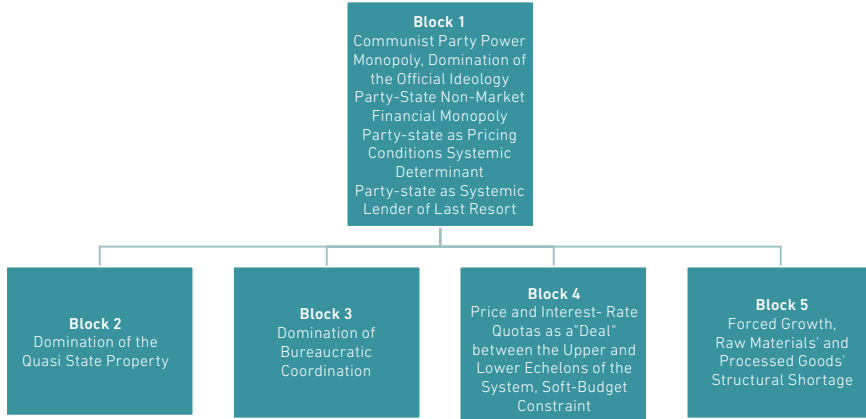 Block 1
Communist Party Power
Monopoly, Domination of
the Official Ideology
Party-State Non-Market
Financial Monopoly
Party-state as Pricing
Conditions Systemic
Determinant
Party-state as Systemic
Lender of Last Resort
Block 2
Domination of the
Quasi State Property
Block 3
Domination of
Bureaucratic
Coordination
Block 4
Price and Interest- Rate
Quotas as a"Deal"
between the Upper and
Lower Echelons of the
System, Soft-Budget
Constraint
Block 5
Forced Growth,
Raw Materials' and
Processed Goods'
Structural Shortage